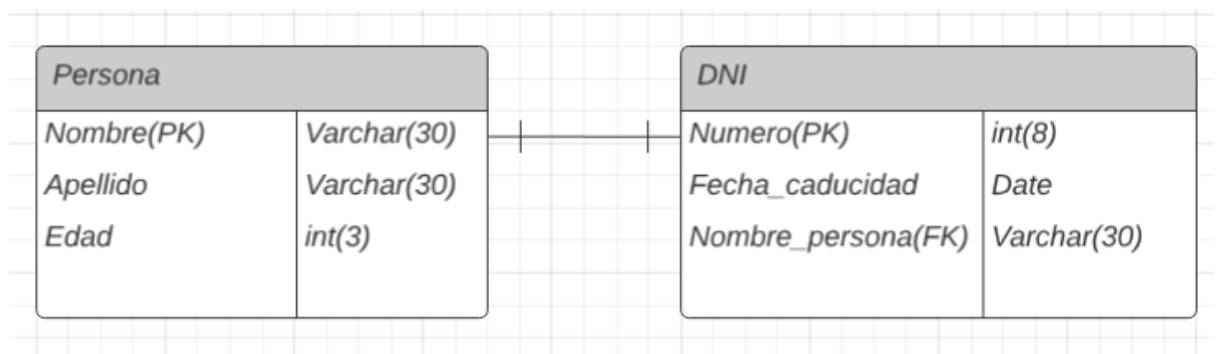 Persona
Nombre(PK) Varchar(30)
Apellido Varchar(30)
Edad int(3)
DNI
Numero(PK) int(8)
Fecha_caducidad Date
Nombre_persona(FK) Varchar(30)